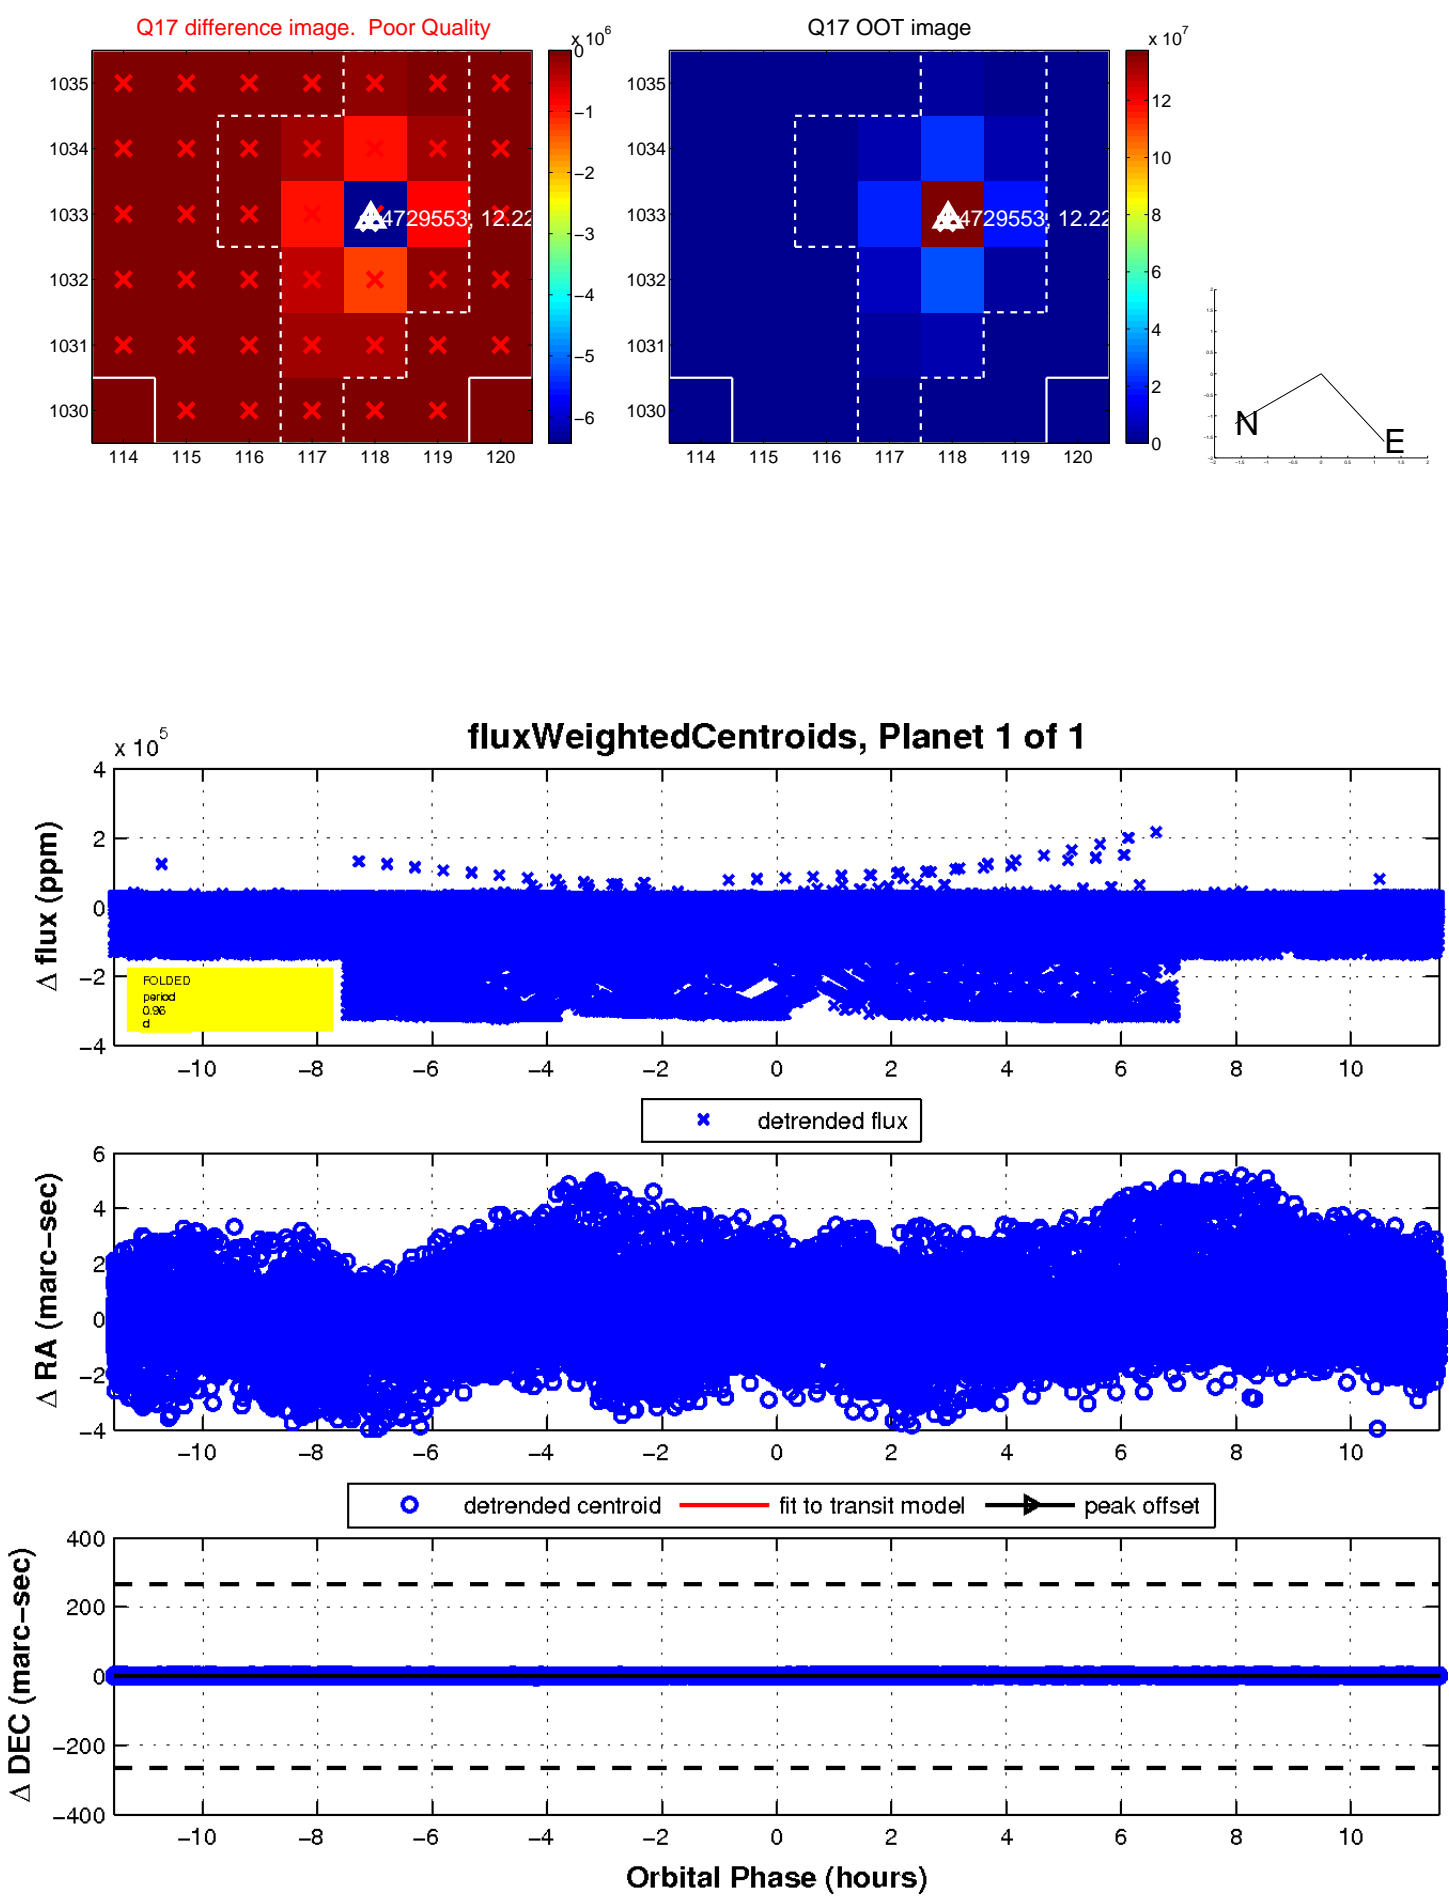 Q17 difference image.  Poor Quality
x 10^6
1035
1034
1033
1032
1031
1030
114 115 116 117 118 119 120
4729553, 12.22
0
−1
−2
−3
−4
−5
−6
Q17 OOT image
x 10^7
1035
1034
1033
1032
1031
1030
114 115 116 117 118 119 120
4729553, 12.22
12
10
8
6
4
2
0
N
E
fluxWeightedCentroids, Planet 1 of 1
x 10^5
Δ flux (ppm)
4
2
0
−2
−4
FOLDED
period
0.96
d
−10 −8 −6 −4 −2 0 2 4 6 8 10
detrended flux
Δ RA (marc−sec)
6
4
2
0
−2
−4
−10 −8 −6 −4 −2 0 2 4 6 8 10
detrended centroid fit to transit model peak offset
Δ DEC (marc−sec)
400
200
0
−200
−400
−10 −8 −6 −4 −2 0 2 4 6 8 10
Orbital Phase (hours)